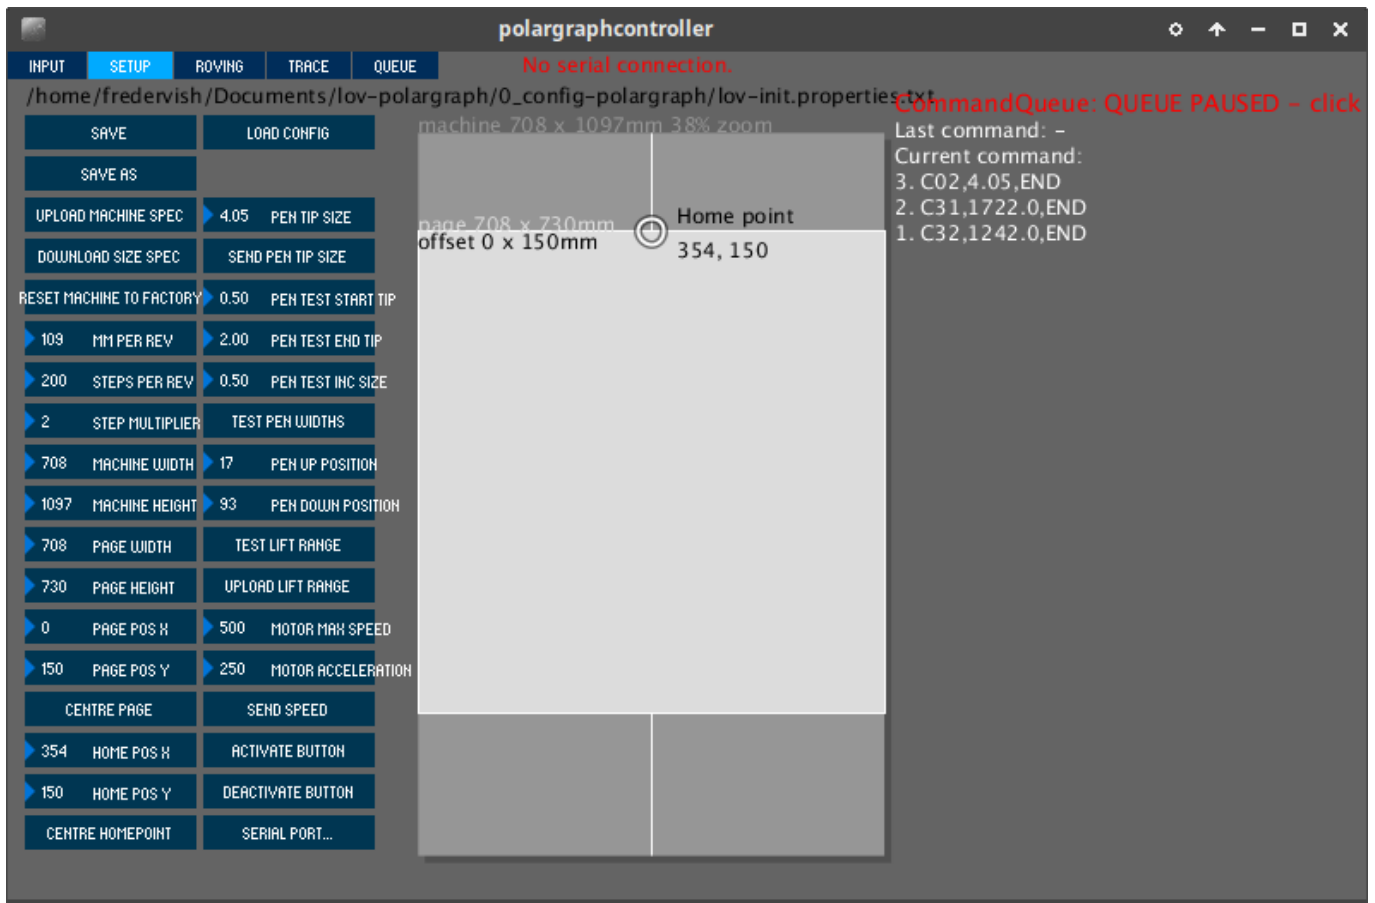 polargraphcontroller
INPUT SETUP ROVING TRACE QUEUE
No serial connection.
/home/fredervish/Documents/lov-polargraph/0_config-polargraph/lov-init.properties.txt
CommandQueue: QUEUE PAUSED - click
SAVE LOAD CONFIG
SAVE AS
UPLOAD MACHINE SPEC 4.05 PEN TIP SIZE
DOWNLOAD SIZE SPEC SEND PEN TIP SIZE
RESET MACHINE TO FACTORY 0.50 PEN TEST START TIP
109 MM PER REV 2.00 PEN TEST END TIP
200 STEPS PER REV 0.50 PEN TEST INC SIZE
2 STEP MULTIPLIER TEST PEN WIDTHS
708 MACHINE WIDTH 17 PEN UP POSITION
1097 MACHINE HEIGHT 93 PEN DOWN POSITION
708 PAGE WIDTH TEST LIFT RANGE
730 PAGE HEIGHT UPLOAD LIFT RANGE
0 PAGE POS X 500 MOTOR MAX SPEED
150 PAGE POS Y 250 MOTOR ACCELERATION
CENTRE PAGE SEND SPEED
354 HOME POS X ACTIVATE BUTTON
150 HOME POS Y DEACTIVATE BUTTON
CENTRE HOMEPOINT SERIAL PORT...
machine 708 x 1097mm 38% zoom
page 708 x 730mm
offset 0 x 150mm
Home point
354, 150
Last command: -
Current command:
3. C02,4.05,END
2. C31,1722.0,END
1. C32,1242.0,END